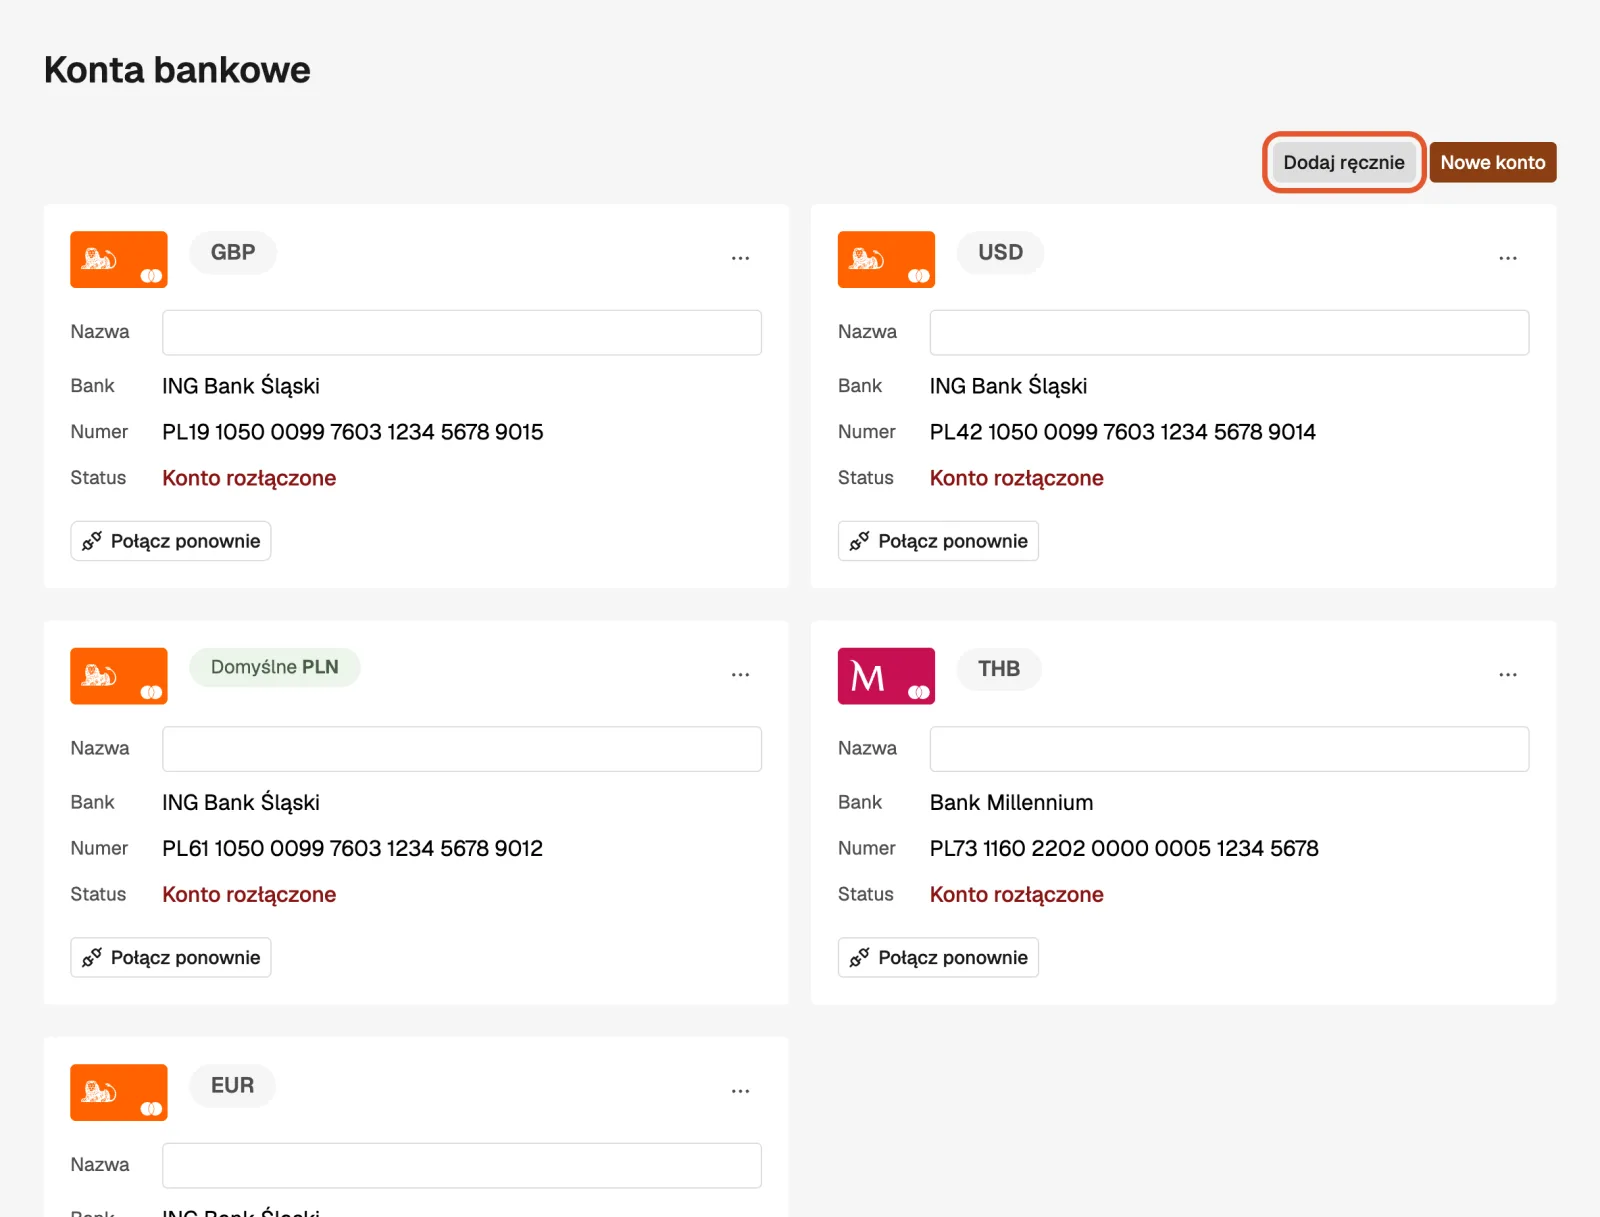 Konta bankowe
Dodaj ręcznie
Nowe konto
GBP
...
Nazwa
Bank ING Bank Śląski
Numer PL19 1050 0099 7603 1234 5678 9015
Status Konto rozłączone
Połącz ponownie
USD
...
Nazwa
Bank ING Bank Śląski
Numer PL42 1050 0099 7603 1234 5678 9014
Status Konto rozłączone
Połącz ponownie
Domyślne PLN
...
Nazwa
Bank ING Bank Śląski
Numer PL61 1050 0099 7603 1234 5678 9012
Status Konto rozłączone
Połącz ponownie
M
THB
...
Nazwa
Bank Bank Millennium
Numer PL73 1160 2202 0000 0005 1234 5678
Status Konto rozłączone
Połącz ponownie
EUR
...
Nazwa
Bank ING Bank Śląski